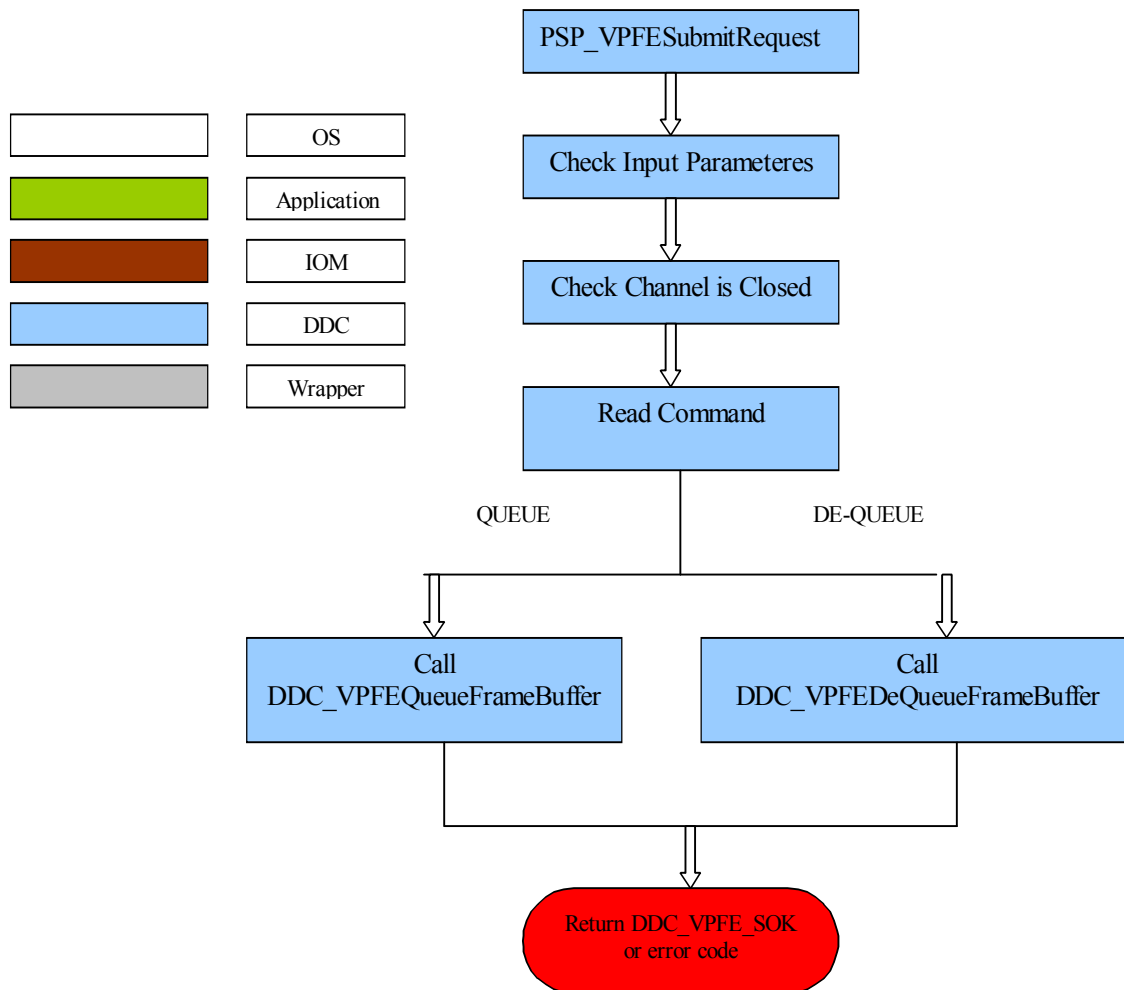 PSP_VPFESubmitRequest
OS
Application
IOM
DDC
Wrapper
Check Input Parameteres
Check Channel is Closed
Read Command
QUEUE
DE-QUEUE
Call
DDC_VPFEQueueFrameBuffer
Call
DDC_VPFEDeQueueFrameBuffer
Return DDC_VPFE_SOK
or error code